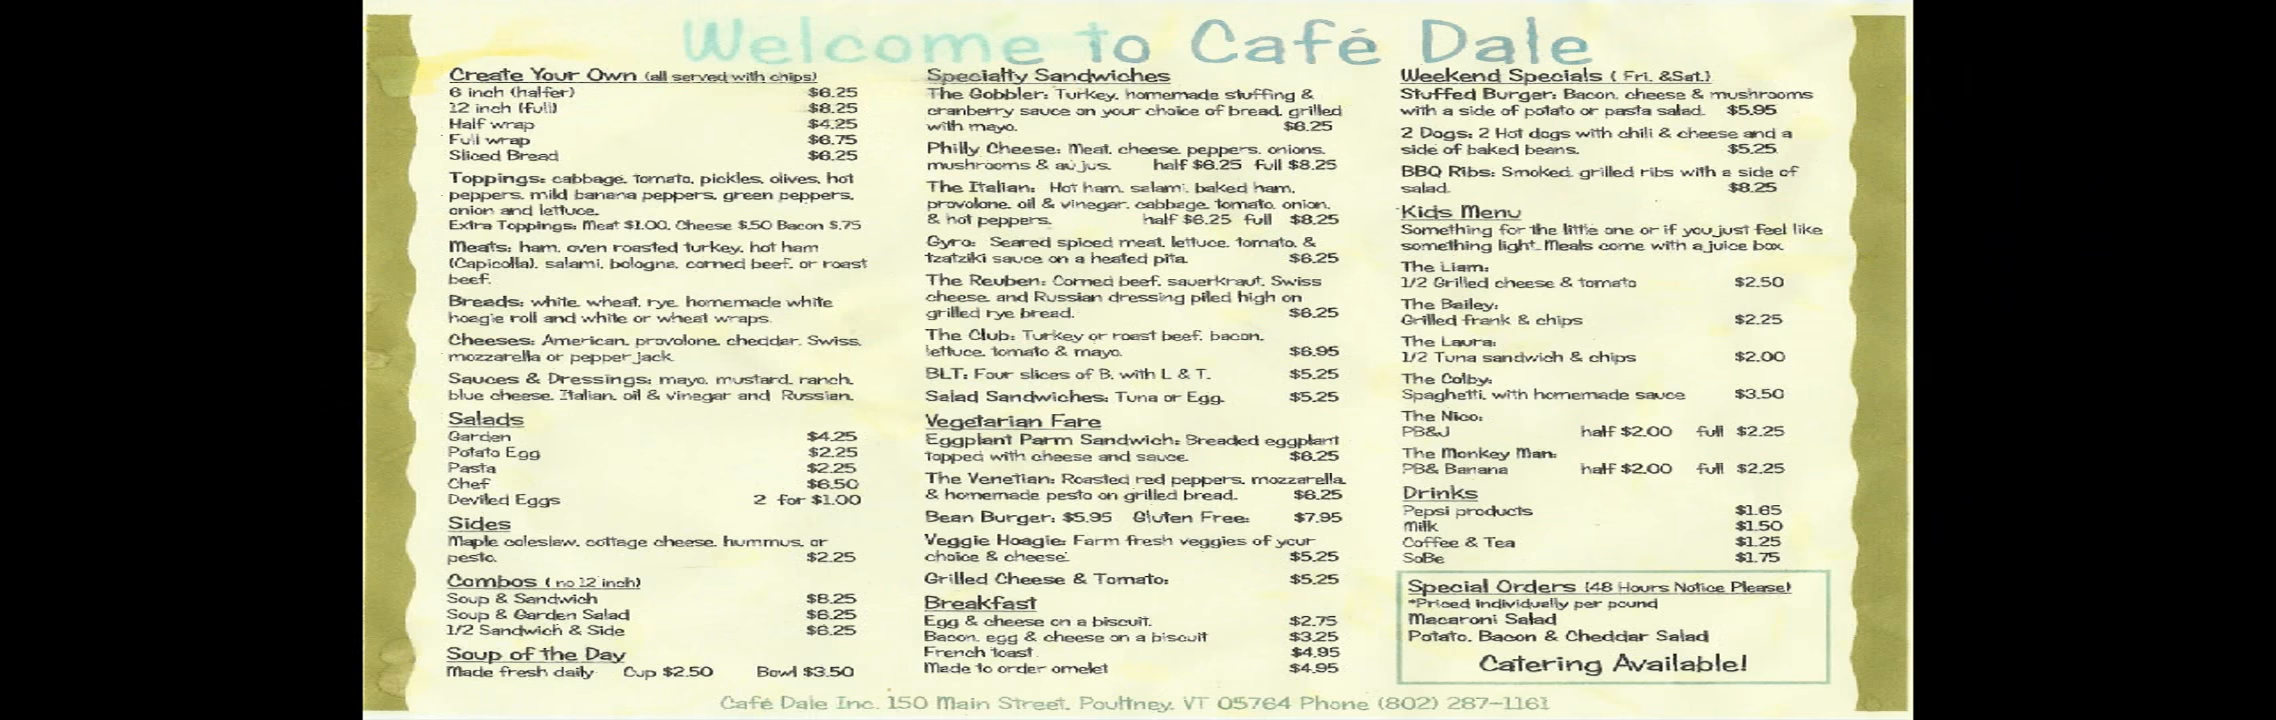 Welcome to Café Dale
Create Your Own (all served with chips)
6 inch (halfer) $6.25
12 inch (full) $8.25
Half wrap $4.25
Full wrap $6.75
Sliced Bread $6.25
Toppings: cabbage, tomato, pickles, olives, hot
peppers, mild banana peppers, green peppers,
onion and lettuce.
Extra Toppings: Meat $1.00, Cheese $.50 Bacon $.75
Meats: ham, oven roasted turkey, hot ham
(Capicolla), salami, bologna, corned beef, or roast
beef.
Breads: white, wheat, rye, homemade white
hoagie roll and white or wheat wraps.
Cheeses: American, provolone, cheddar, Swiss,
mozzarella or pepper jack
Sauces & Dressings: mayo, mustard, ranch,
blue cheese, Italian, oil & vinegar and Russian.
Salads
Garden $4.25
Potato Egg $2.25
Pasta $2.25
Chef $6.50
Deviled Eggs 2 for $1.00
Sides
Maple coleslaw, cottage cheese, hummus, or
pesto. $2.25
Combos ( no 12 inch)
Soup & Sandwich $8.25
Soup & Garden Salad $6.25
1/2 Sandwich & Side $6.25
Soup of the Day
Made fresh daily Cup $2.50 Bowl $3.50
Specialty Sandwiches
The Gobbler: Turkey, homemade stuffing &
cranberry sauce on your choice of bread, grilled
with mayo. $6.25
Philly Cheese: Meat, cheese, peppers, onions,
mushrooms & au jus. half $6.25 full $8.25
The Italian: Hot ham, salami, baked ham,
provolone, oil & vinegar, cabbage, tomato, onion,
& hot peppers. half $6.25 full $8.25
Gyro: Seared spiced meat, lettuce, tomato, &
tzatziki sauce on a heated pita. $6.25
The Reuben: Corned beef, sauerkraut, Swiss
cheese, and Russian dressing piled high on
grilled rye bread. $6.25
The Club: Turkey or roast beef, bacon,
lettuce, tomato & mayo. $6.95
BLT: Four slices of B, with L & T. $5.25
Salad Sandwiches: Tuna or Egg. $5.25
Vegetarian Fare
Eggplant Parm Sandwich: Breaded eggplant
topped with cheese and sauce. $6.25
The Venetian: Roasted red peppers, mozzarella
& homemade pesto on grilled bread. $6.25
Bean Burger: $5.95 Gluten Free: $7.95
Veggie Hoagie: Farm fresh veggies of your
choice & cheese: $5.25
Grilled Cheese & Tomato: $5.25
Breakfast
Egg & cheese on a biscuit. $2.75
Bacon, egg & cheese on a biscuit $3.25
French toast $4.95
Made to order omelet $4.95
Weekend Specials ( Fri. &Sat.)
Stuffed Burger: Bacon, cheese & mushrooms
with a side of potato or pasta salad. $5.95
2 Dogs: 2 Hot dogs with chili & cheese and a
side of baked beans. $5.25
BBQ Ribs: Smoked, grilled ribs with a side of
salad. $8.25
Kids Menu
Something for the little one or if you just feel like
something light. Meals come with a juice box
The Liam:
1/2 Grilled cheese & tomato $2.50
The Bailey:
Grilled frank & chips $2.25
The Laura:
1/2 Tuna sandwich & chips $2.00
The Colby:
Spaghetti, with homemade sauce $3.50
The Nico:
PB&J half $2.00 full $2.25
The Monkey Man:
PB& Banana half $2.00 full $2.25
Drinks
Pepsi products $1.65
Milk $1.50
Coffee & Tea $1.25
SoBe $1.75
Special Orders (48 Hours Notice Please)
*Priced individually per pound
Macaroni Salad
Potato, Bacon & Cheddar Salad
Catering Available!
Café Dale Inc. 150 Main Street, Poultney, VT 05764 Phone (802) 287-1161